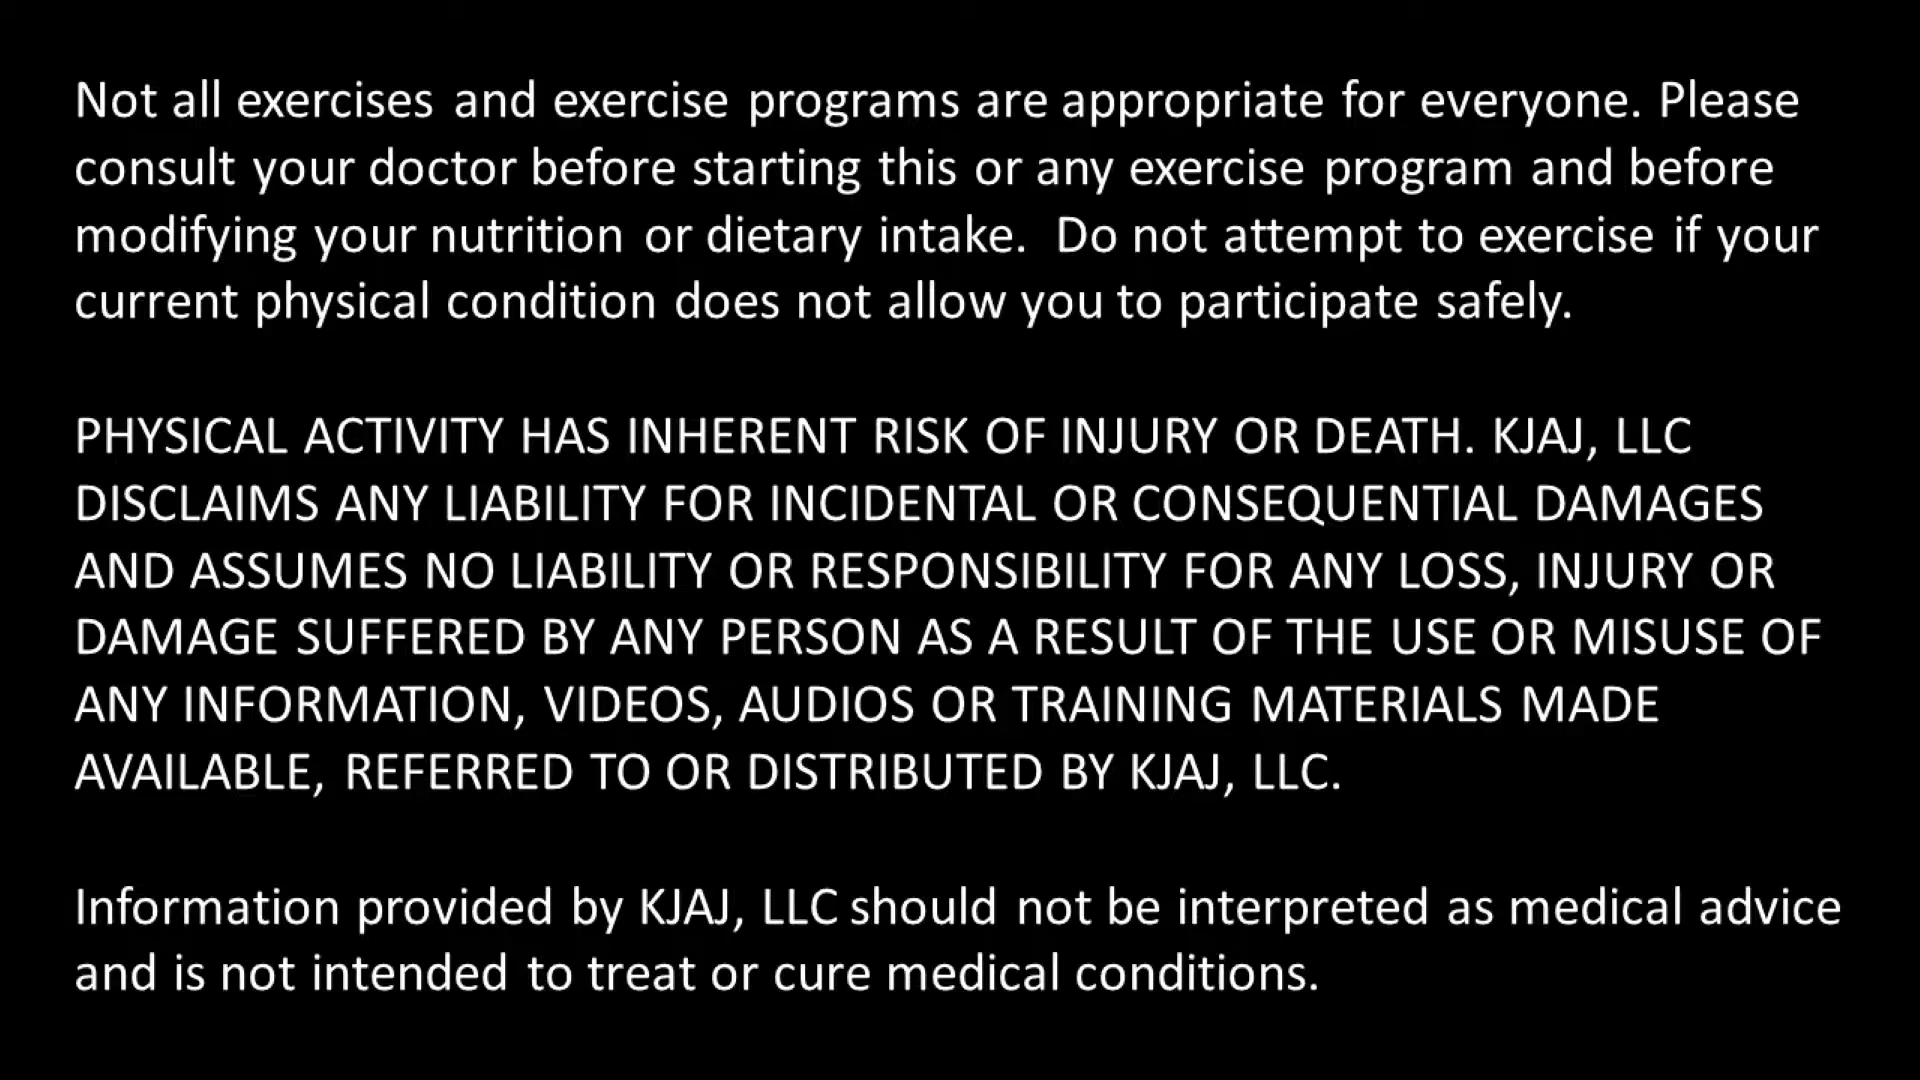 Not all exercises and exercise programs are appropriate for everyone. Please
consult your doctor before starting this or any exercise program and before
modifying your nutrition or dietary intake.  Do not attempt to exercise if your
current physical condition does not allow you to participate safely.
PHYSICAL ACTIVITY HAS INHERENT RISK OF INJURY OR DEATH. KJAJ, LLC
DISCLAIMS ANY LIABILITY FOR INCIDENTAL OR CONSEQUENTIAL DAMAGES
AND ASSUMES NO LIABILITY OR RESPONSIBILITY FOR ANY LOSS, INJURY OR
DAMAGE SUFFERED BY ANY PERSON AS A RESULT OF THE USE OR MISUSE OF
ANY INFORMATION, VIDEOS, AUDIOS OR TRAINING MATERIALS MADE
AVAILABLE, REFERRED TO OR DISTRIBUTED BY KJAJ, LLC.
Information provided by KJAJ, LLC should not be interpreted as medical advice
and is not intended to treat or cure medical conditions.